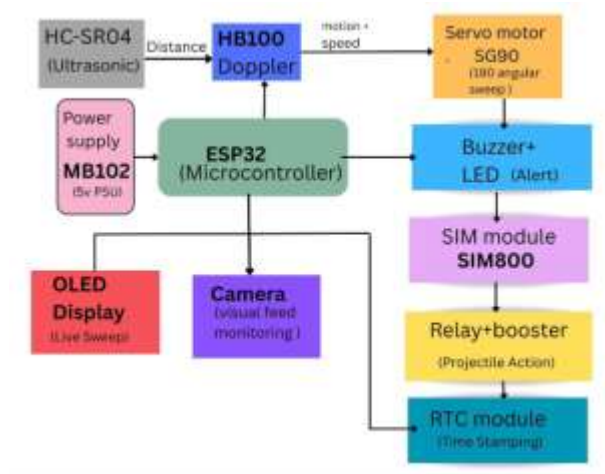 HC-SR04
(Ultrasonic)
Distance
HB100
Doppler
motion +
speed
Servo motor
SG90
(180 angular
sweep )
Power
supply
MB102
(5v PSU)
ESP32
(Microcontroller)
Buzzer+
LED (Alert)
SIM module
SIM800
OLED
Display
(Live Sweep)
Camera
(visual feed
monitoring )
Relay+booster
(Projectile Action)
RTC module
(Time Stamping)